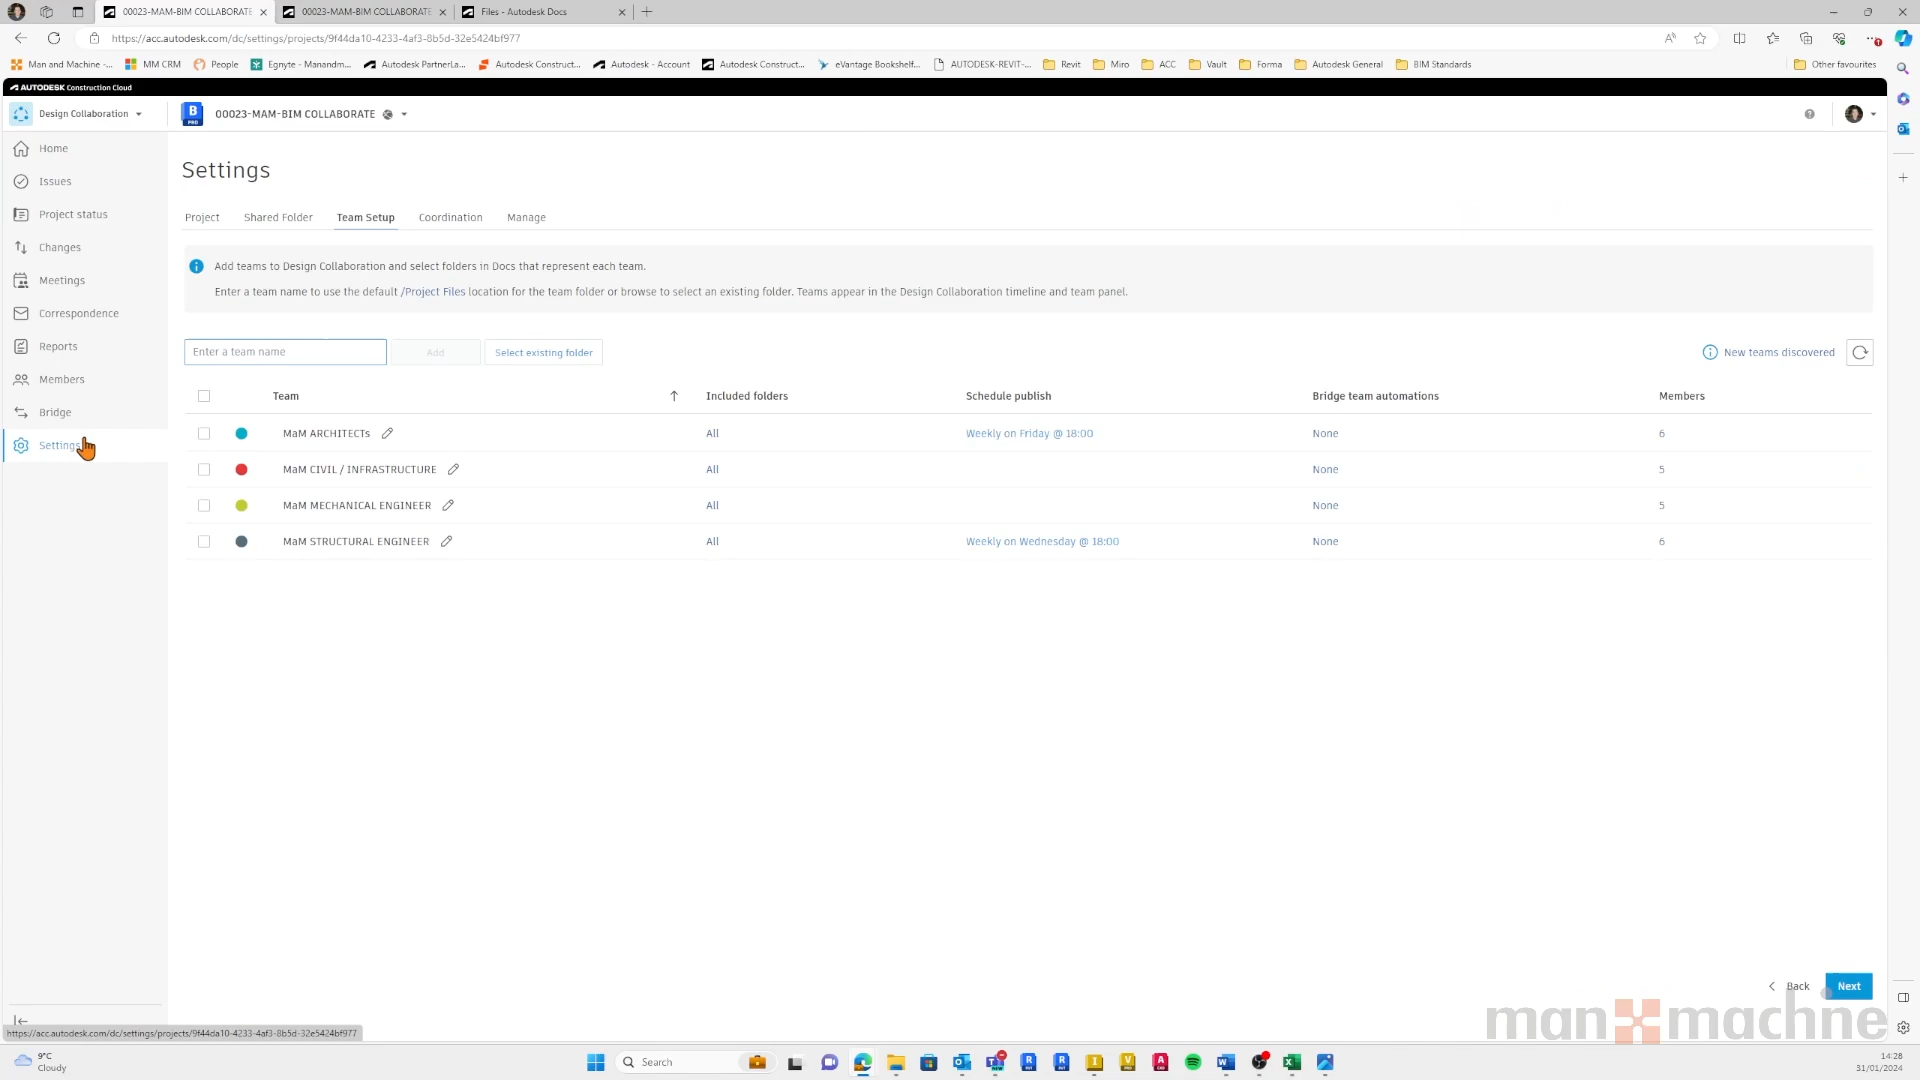 00023-MAM-BIM COLLABORATE
00023-MAM-BIM COLLABORATE
Files - Autodesk Docs
https://acc.autodesk.com/dc/settings/projects/9f44da10-4233-4af3-8b5d-32e5424bf977
Man and Machine -...
MM CRM
People
Egnyte - Manandm...
Autodesk PartnerLa...
Autodesk Construct...
Autodesk - Account
Autodesk Construct...
eVantage Bookshelf...
AUTODESK-REVIT-...
Revit
Miro
ACC
Vault
Forma
Autodesk General
BIM Standards
Other favourites
AUTODESK Construction Cloud
Design Collaboration
B
PRO
00023-MAM-BIM COLLABORATE
Home
Issues
Project status
Changes
Meetings
Correspondence
Reports
Members
Bridge
Settings
Settings
Project
Shared Folder
Team Setup
Coordination
Manage
Add teams to Design Collaboration and select folders in Docs that represent each team.
Enter a team name to use the default /Project Files location for the team folder or browse to select an existing folder. Teams appear in the Design Collaboration timeline and team panel.
Enter a team name
Add
Select existing folder
New teams discovered
Team
Included folders
Schedule publish
Bridge team automations
Members
MaM ARCHITECTs
All
Weekly on Friday @ 18:00
None
6
MaM CIVIL / INFRASTRUCTURE
All
None
5
MaM MECHANICAL ENGINEER
All
None
5
MaM STRUCTURAL ENGINEER
All
Weekly on Wednesday @ 18:00
None
6
Back
Next
man machine
https://acc.autodesk.com/dc/settings/projects/9f44da10-4233-4af3-8b5d-32e5424bf977
9°C
Cloudy
Search
14:28
31/01/2024